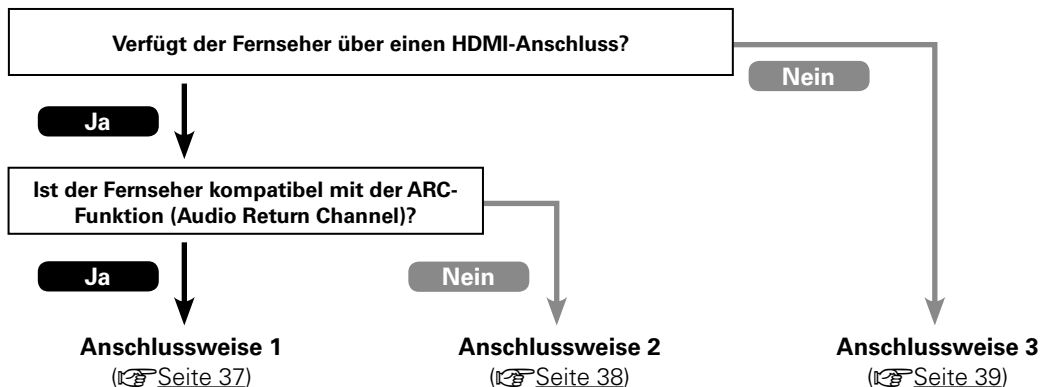 Verfügt der Fernseher über einen HDMI-Anschluss?
Nein
Ja
Ist der Fernseher kompatibel mit der ARC-
Funktion (Audio Return Channel)?
Ja
Nein
Anschlussweise 1
(☞Seite 37)
Anschlussweise 2
(☞Seite 38)
Anschlussweise 3
(☞Seite 39)